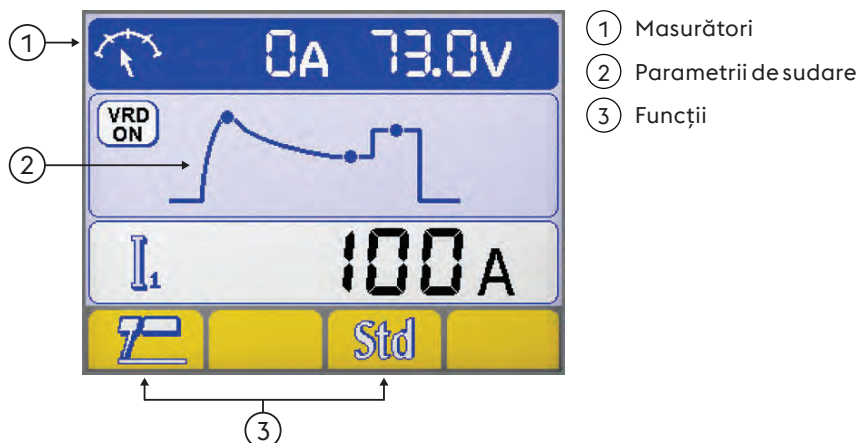 1 0A 73.0V
1 Masurători
2 Parametrii de sudare
3 Funcții
VRD
ON
2
I1 100A
Std
3